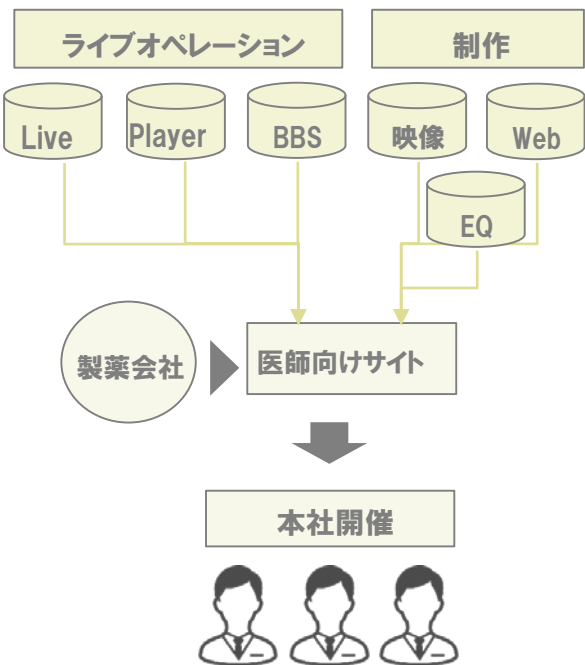 ライブオペレーション
制作
Live
Player
BBS
映像
Web
EQ
製薬会社
医師向けサイト
本社開催